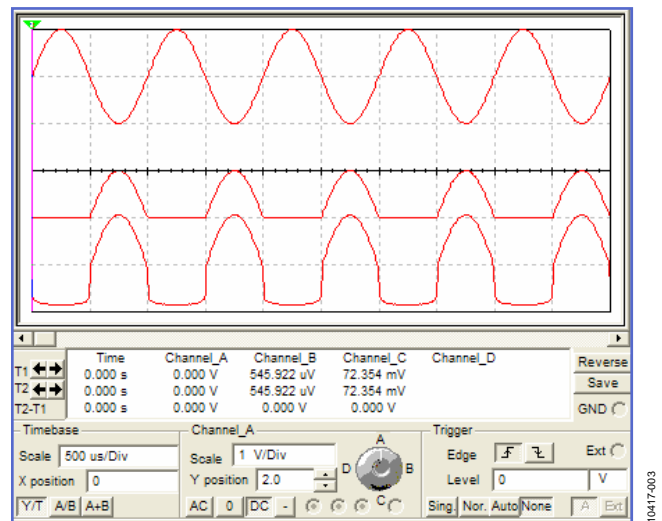 Time Channel_A Channel_B Channel_C Channel_D
T1 0.000 s 0.000 V 545.922 uV 72.354 mV
T2 0.000 s 0.000 V 545.922 uV 72.354 mV
T2-T1 0.000 s 0.000 V 0.000 V 0.000 V
Reverse
Save
GND
Timebase
Scale 500 us/Div
X position 0
Y/T A/B A+B
Channel_A
Scale 1 V/Div
Y position 2.0
AC 0 DC -
A
B
C
D
Trigger
Edge Ext
Level 0 V
Sing. Nor. Auto None A Ext
10417-003